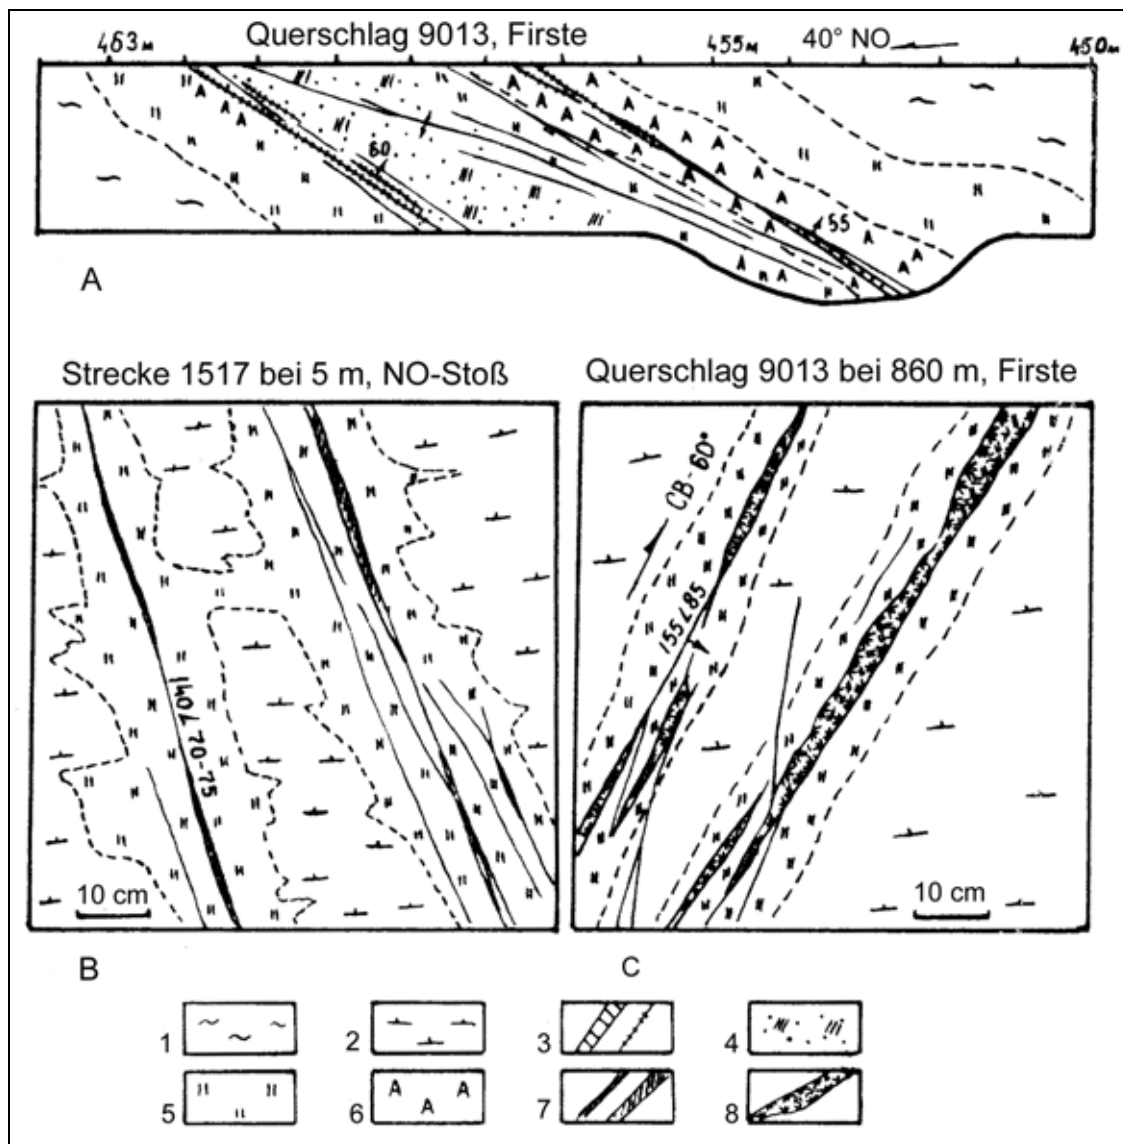 463м Querschlag 9013, Firste 455м 40° NO 450м
60
55
A
Strecke 1517 bei 5 m, NO-Stoß
Querschlag 9013 bei 860 m, Firste
140∠70-75
10 cm
CB-60°
155∠85
10 cm
B
C
1
2
3
4
5
6
7
8